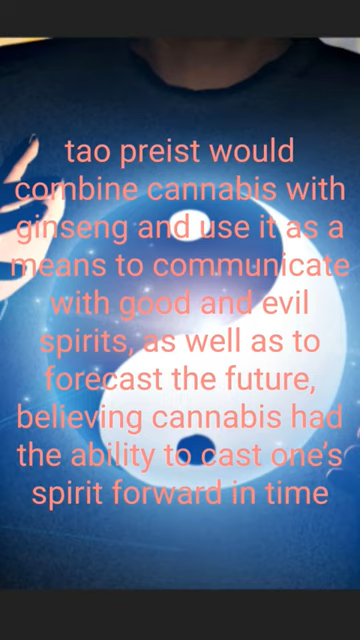 tao preist would
combine cannabis with
ginseng and use it as a
means to communicate
with good and evil
spirits, as well as to
forecast the future,
believing cannabis had
the ability to cast one's
spirit forward in time